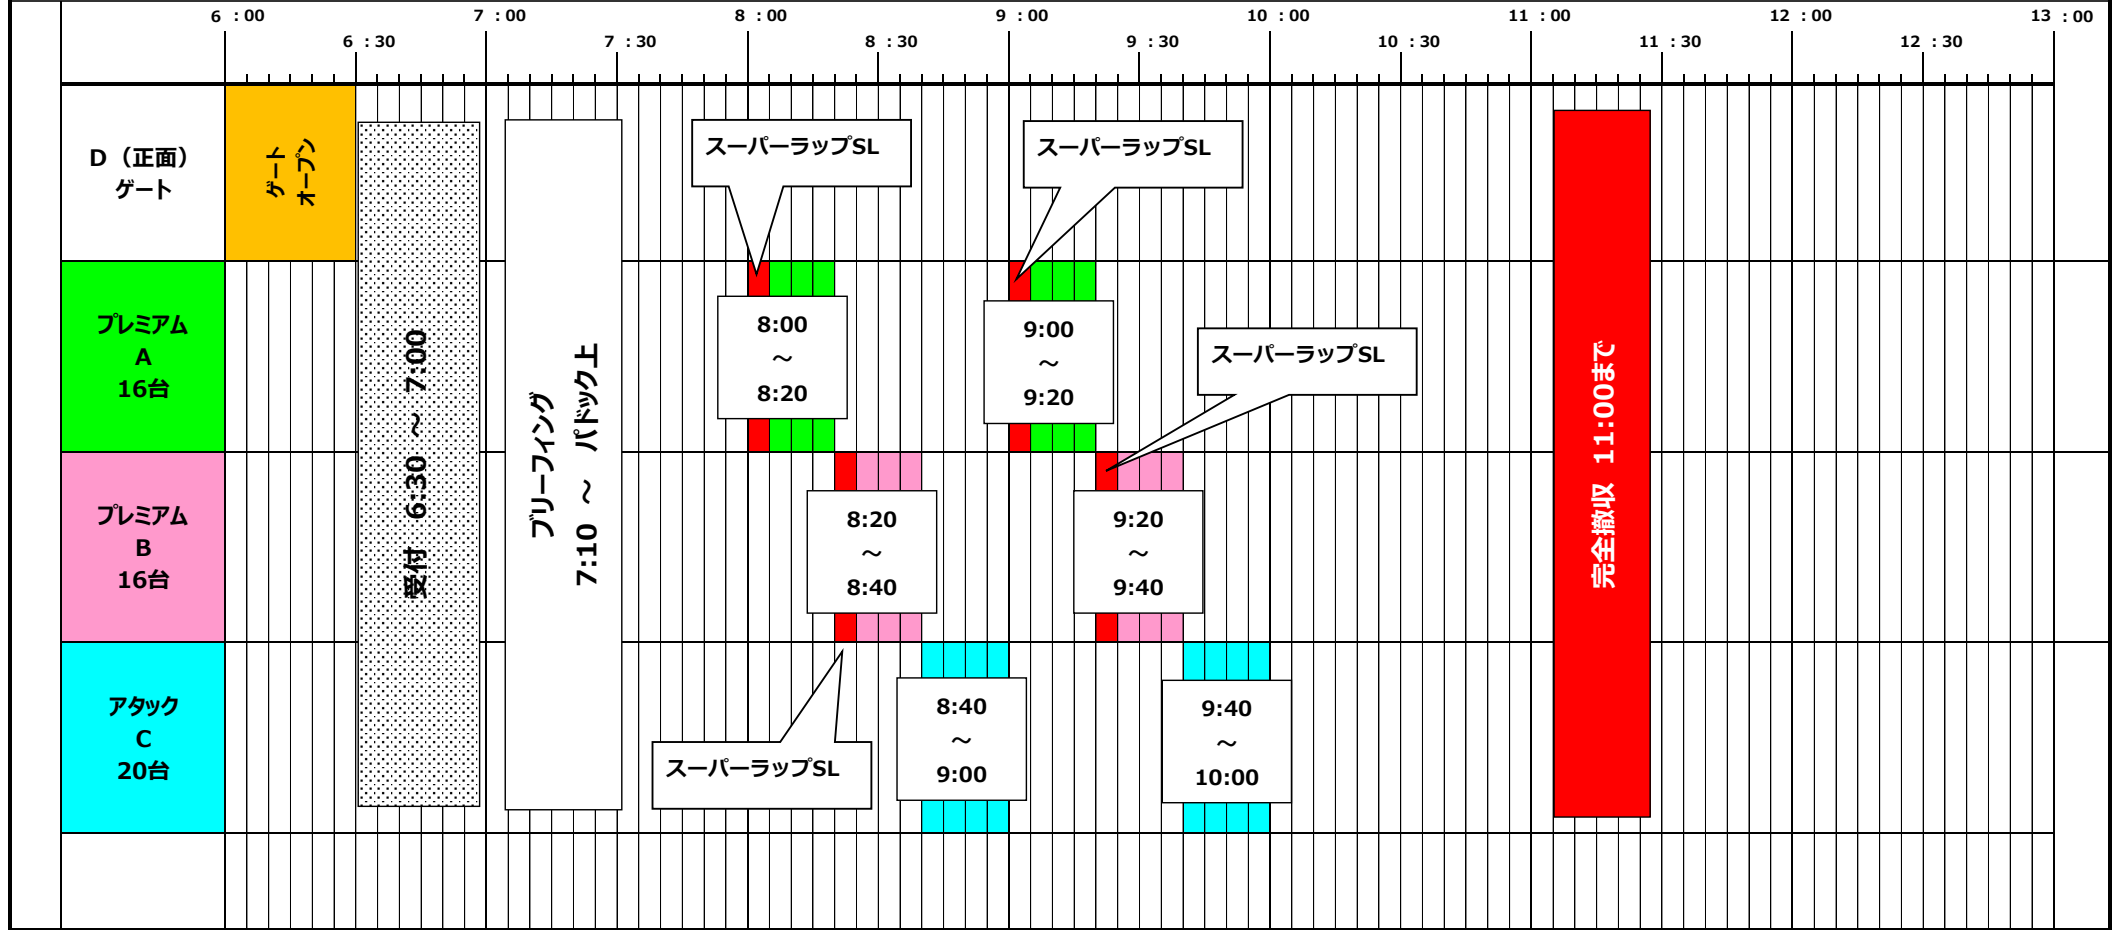 6 : 00
7 : 00
8 : 00
9 : 00
10 : 00
11 : 00
12 : 00
13 : 00
6 : 30
7 : 30
8 : 30
9 : 30
10 : 30
11 : 30
12 : 30
D（正面）
ゲート
ゲート
オープン
受付 6:30 ～ 7:00
ブリーフィング
7:10 ～ パドック上
スーパーラップSL
スーパーラップSL
プレミアム
A
16台
8:00
～
8:20
9:00
～
9:20
スーパーラップSL
完全撤収 11:000まで
プレミアム
B
16台
8:20
～
8:40
9:20
～
9:40
アタック
C
20台
スーパーラップSL
8:40
～
9:00
9:40
～
10:00